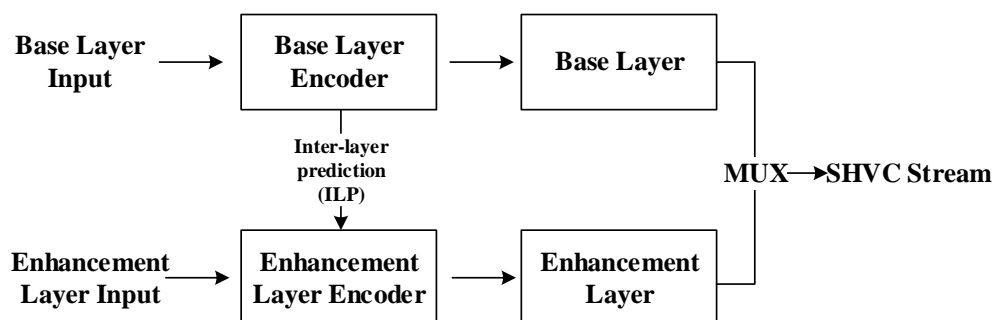 Base Layer
Input
Base Layer
Encoder
Base Layer
Inter-layer
prediction
(ILP)
MUX
SHVC Stream
Enhancement
Layer Input
Enhancement
Layer Encoder
Enhancement
Layer